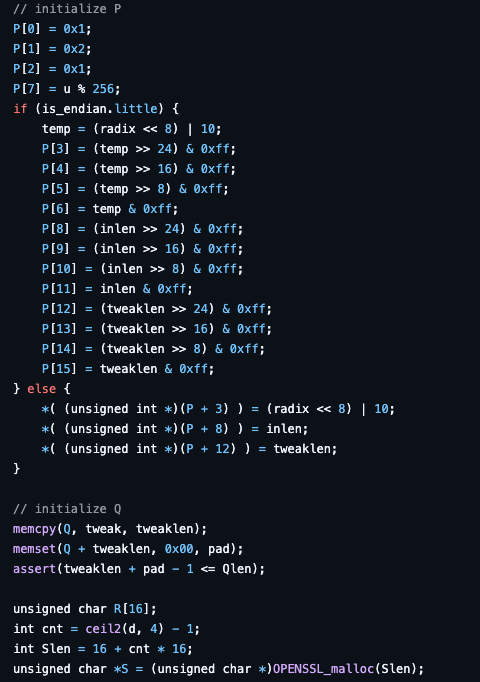 // initialize P
P[0] = 0x1;
P[1] = 0x2;
P[2] = 0x1;
P[7] = u % 256;
if (is_endian.little) {
    temp = (radix << 8) | 10;
    P[3] = (temp >> 24) & 0xff;
    P[4] = (temp >> 16) & 0xff;
    P[5] = (temp >> 8) & 0xff;
    P[6] = temp & 0xff;
    P[8] = (inlen >> 24) & 0xff;
    P[9] = (inlen >> 16) & 0xff;
    P[10] = (inlen >> 8) & 0xff;
    P[11] = inlen & 0xff;
    P[12] = (tweaklen >> 24) & 0xff;
    P[13] = (tweaklen >> 16) & 0xff;
    P[14] = (tweaklen >> 8) & 0xff;
    P[15] = tweaklen & 0xff;
} else {
    *( (unsigned int *)(P + 3) ) = (radix << 8) | 10;
    *( (unsigned int *)(P + 8) ) = inlen;
    *( (unsigned int *)(P + 12) ) = tweaklen;
}

// initialize Q
memcpy(Q, tweak, tweaklen);
memset(Q + tweaklen, 0x00, pad);
assert(tweaklen + pad - 1 <= Qlen);

unsigned char R[16];
int cnt = ceil2(d, 4) - 1;
int Slen = 16 + cnt * 16;
unsigned char *S = (unsigned char *)OPENSSL_malloc(Slen);